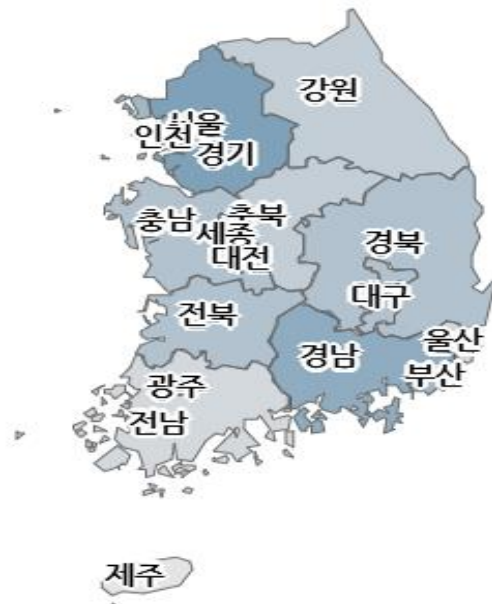 강원
서울
인천
경기
충남
충북
세종
대전
경북
대구
전북
울산
경남
부산
광주
전남
제주